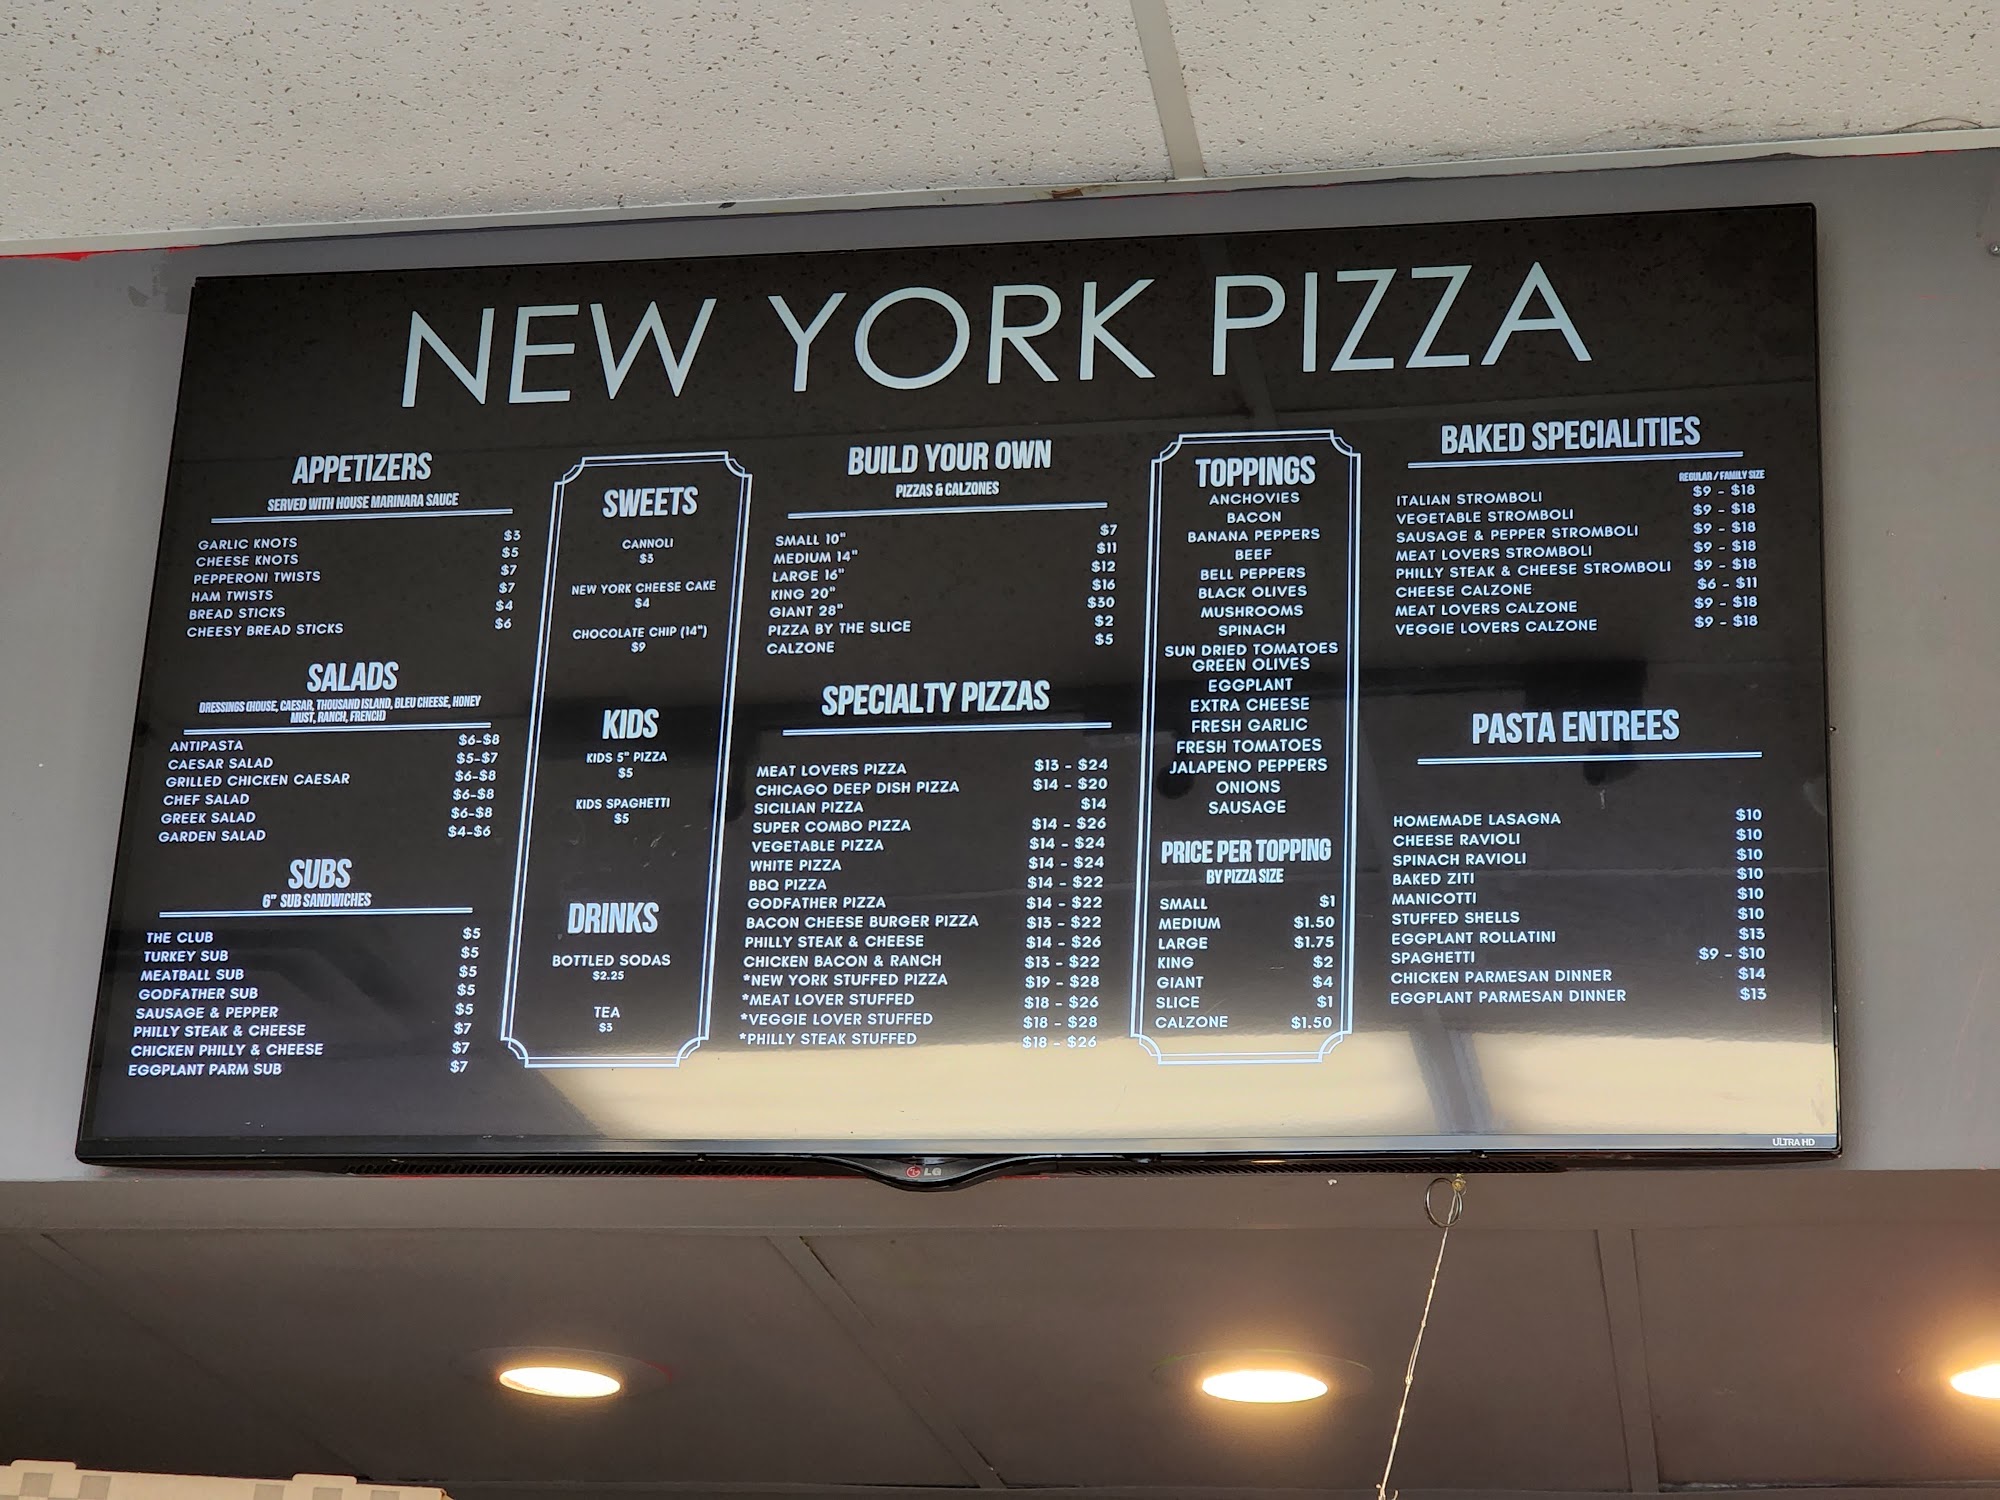 NEW YORK PIZZA
APPETIZERS
SERVED WITH HOUSE MARINARA SAUCE
GARLIC KNOTS $3
CHEESE KNOTS $5
PEPPERONI TWISTS $7
HAM TWISTS $7
BREAD STICKS $4
CHEESY BREAD STICKS $6
SALADS
DRESSINGS (HOUSE, CAESAR, THOUSAND ISLAND, BLEU CHEESE, HONEY
MUST, RANCH, FRENCH)
ANTIPASTA $6-$8
CAESAR SALAD $5-$7
GRILLED CHICKEN CAESAR $6-$8
CHEF SALAD $6-$8
GREEK SALAD $6-$8
GARDEN SALAD $4-$6
SUBS
6" SUB SANDWICHES
THE CLUB $5
TURKEY SUB $5
MEATBALL SUB $5
GODFATHER SUB $5
SAUSAGE & PEPPER $5
PHILLY STEAK & CHEESE $7
CHICKEN PHILLY & CHEESE $7
EGGPLANT PARM SUB $7
SWEETS
CANNOLI
$3
NEW YORK CHEESE CAKE
$4
CHOCOLATE CHIP (14")
$9
KIDS
KIDS 5" PIZZA
$5
KIDS SPAGHETTI
$5
DRINKS
BOTTLED SODAS
$2.25
TEA
$3
BUILD YOUR OWN
PIZZAS & CALZONES
SMALL 10" $7
MEDIUM 14" $11
LARGE 16" $12
KING 20" $16
GIANT 28" $30
PIZZA BY THE SLICE $2
CALZONE $5
SPECIALTY PIZZAS
MEAT LOVERS PIZZA $13 - $24
CHICAGO DEEP DISH PIZZA $14 - $20
SICILIAN PIZZA $14
SUPER COMBO PIZZA $14 - $26
VEGETABLE PIZZA $14 - $24
WHITE PIZZA $14 - $24
BBQ PIZZA $14 - $22
GODFATHER PIZZA $14 - $22
BACON CHEESE BURGER PIZZA $13 - $22
PHILLY STEAK & CHEESE $14 - $26
CHICKEN BACON & RANCH $13 - $22
*NEW YORK STUFFED PIZZA $19 - $28
*MEAT LOVER STUFFED $18 - $26
*VEGGIE LOVER STUFFED $18 - $28
*PHILLY STEAK STUFFED $18 - $26
TOPPINGS
ANCHOVIES
BACON
BANANA PEPPERS
BEEF
BELL PEPPERS
BLACK OLIVES
MUSHROOMS
SPINACH
SUN DRIED TOMATOES
GREEN OLIVES
EGGPLANT
EXTRA CHEESE
FRESH GARLIC
FRESH TOMATOES
JALAPENO PEPPERS
ONIONS
SAUSAGE
PRICE PER TOPPING
BY PIZZA SIZE
SMALL $1
MEDIUM $1.50
LARGE $1.75
KING $2
GIANT $4
SLICE $1
CALZONE $1.50
BAKED SPECIALITIES
REGULAR / FAMILY SIZE
ITALIAN STROMBOLI $9 - $18
VEGETABLE STROMBOLI $9 - $18
SAUSAGE & PEPPER STROMBOLI $9 - $18
MEAT LOVERS STROMBOLI $9 - $18
PHILLY STEAK & CHEESE STROMBOLI $9 - $18
CHEESE CALZONE $6 - $11
MEAT LOVERS CALZONE $9 - $18
VEGGIE LOVERS CALZONE $9 - $18
PASTA ENTREES
HOMEMADE LASAGNA $10
CHEESE RAVIOLI $10
SPINACH RAVIOLI $10
BAKED ZITI $10
MANICOTTI $10
STUFFED SHELLS $10
EGGPLANT ROLLATINI $13
SPAGHETTI $9 - $10
CHICKEN PARMESAN DINNER $14
EGGPLANT PARMESAN DINNER $13
ULTRA HD
LG